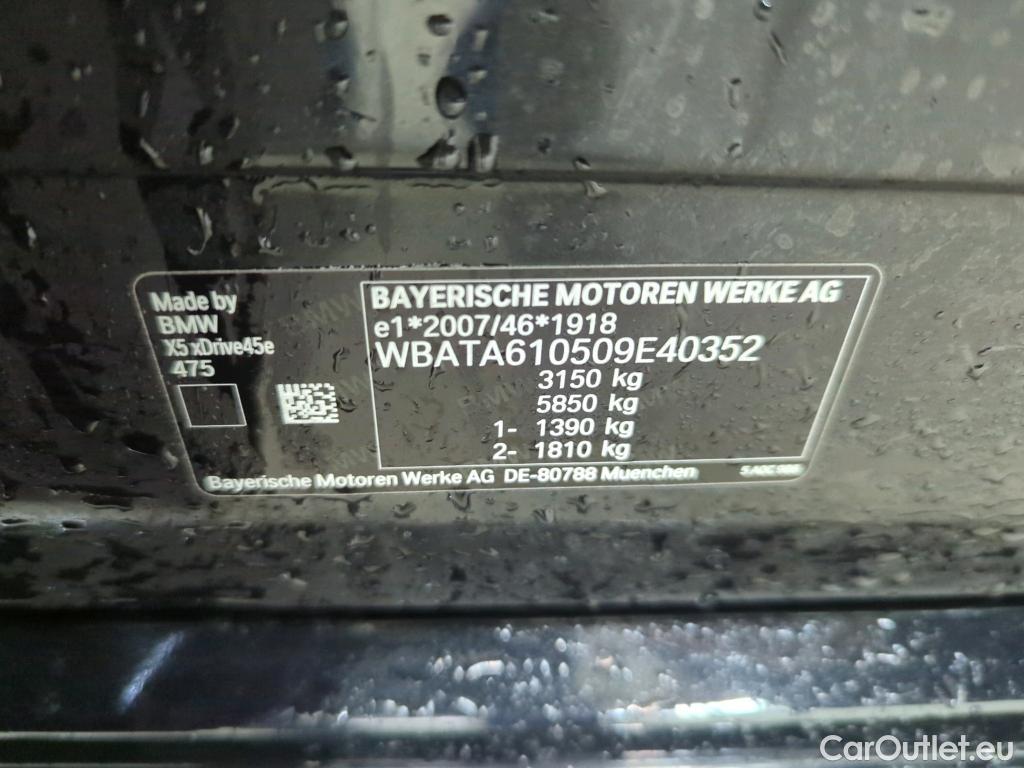 Made by
BMW
X5 xDrive45e
475
BAYERISCHE MOTOREN WERKE AG
e1*2007/46*1918
WBATA610509E40352
3150 kg
5850 kg
1- 1390 kg
2- 1810 kg
Bayerische Motoren Werke AG DE-80788 Muenchen
CarOutlet.eu